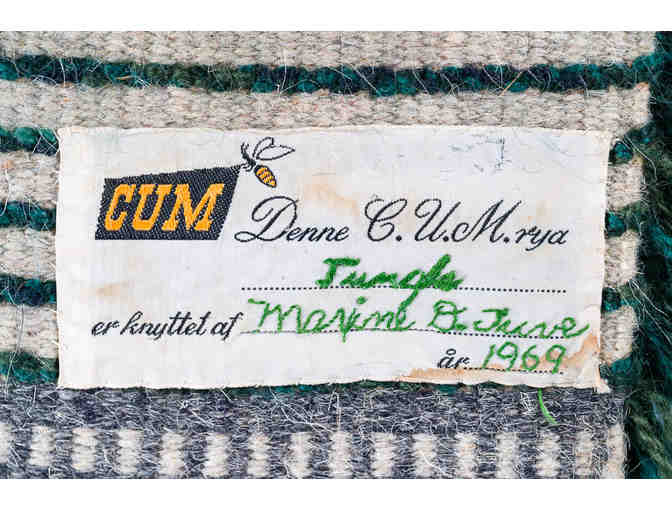 CUM
Denne C.U.M.rya
Jungle
er knyttet af Maxine B. Juve
år 1969